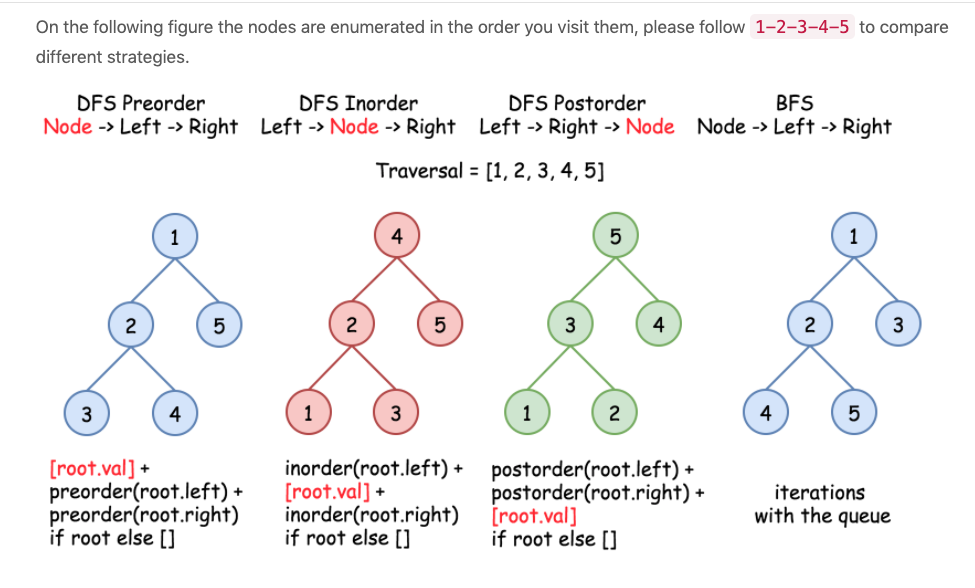 On the following figure the nodes are enumerated in the order you visit them, please follow 1-2-3-4-5 to compare
different strategies.
DFS Preorder
Node -> Left -> Right
DFS Inorder
Left -> Node -> Right
DFS Postorder
Left -> Right -> Node
BFS
Node -> Left -> Right
Traversal = [1, 2, 3, 4, 5]
1
2
5
3
4
4
2
5
1
3
5
3
4
1
2
1
2
3
4
5
[root.val] +
preorder(root.left) +
preorder(root.right)
if root else []
inorder(root.left) +
[root.val] +
inorder(root.right)
if root else []
postorder(root.left) +
postorder(root.right) +
[root.val]
if root else []
iterations
with the queue